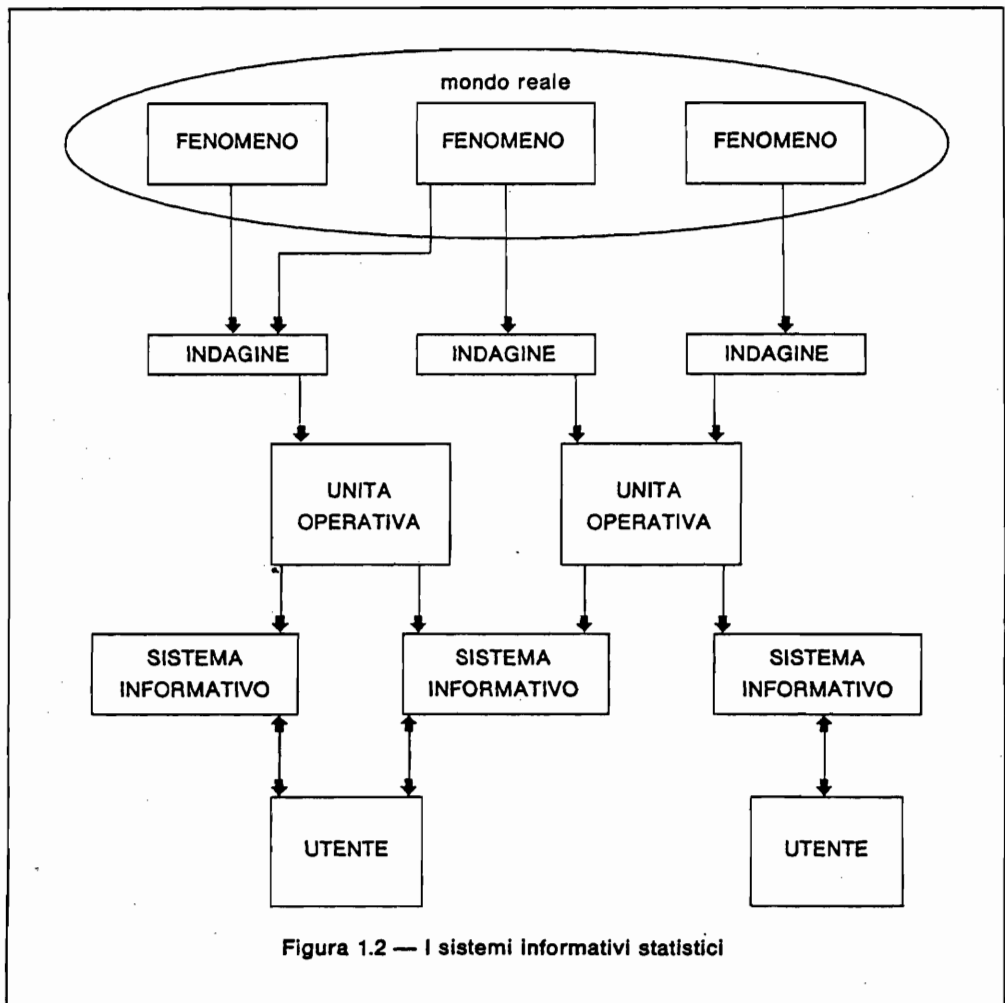 mondo reale
FENOMENO
FENOMENO
FENOMENO
INDAGINE
INDAGINE
INDAGINE
UNITA
OPERATIVA
UNITA
OPERATIVA
SISTEMA
INFORMATIVO
SISTEMA
INFORMATIVO
SISTEMA
INFORMATIVO
UTENTE
UTENTE
Figura 1.2 — I sistemi informativi statistici